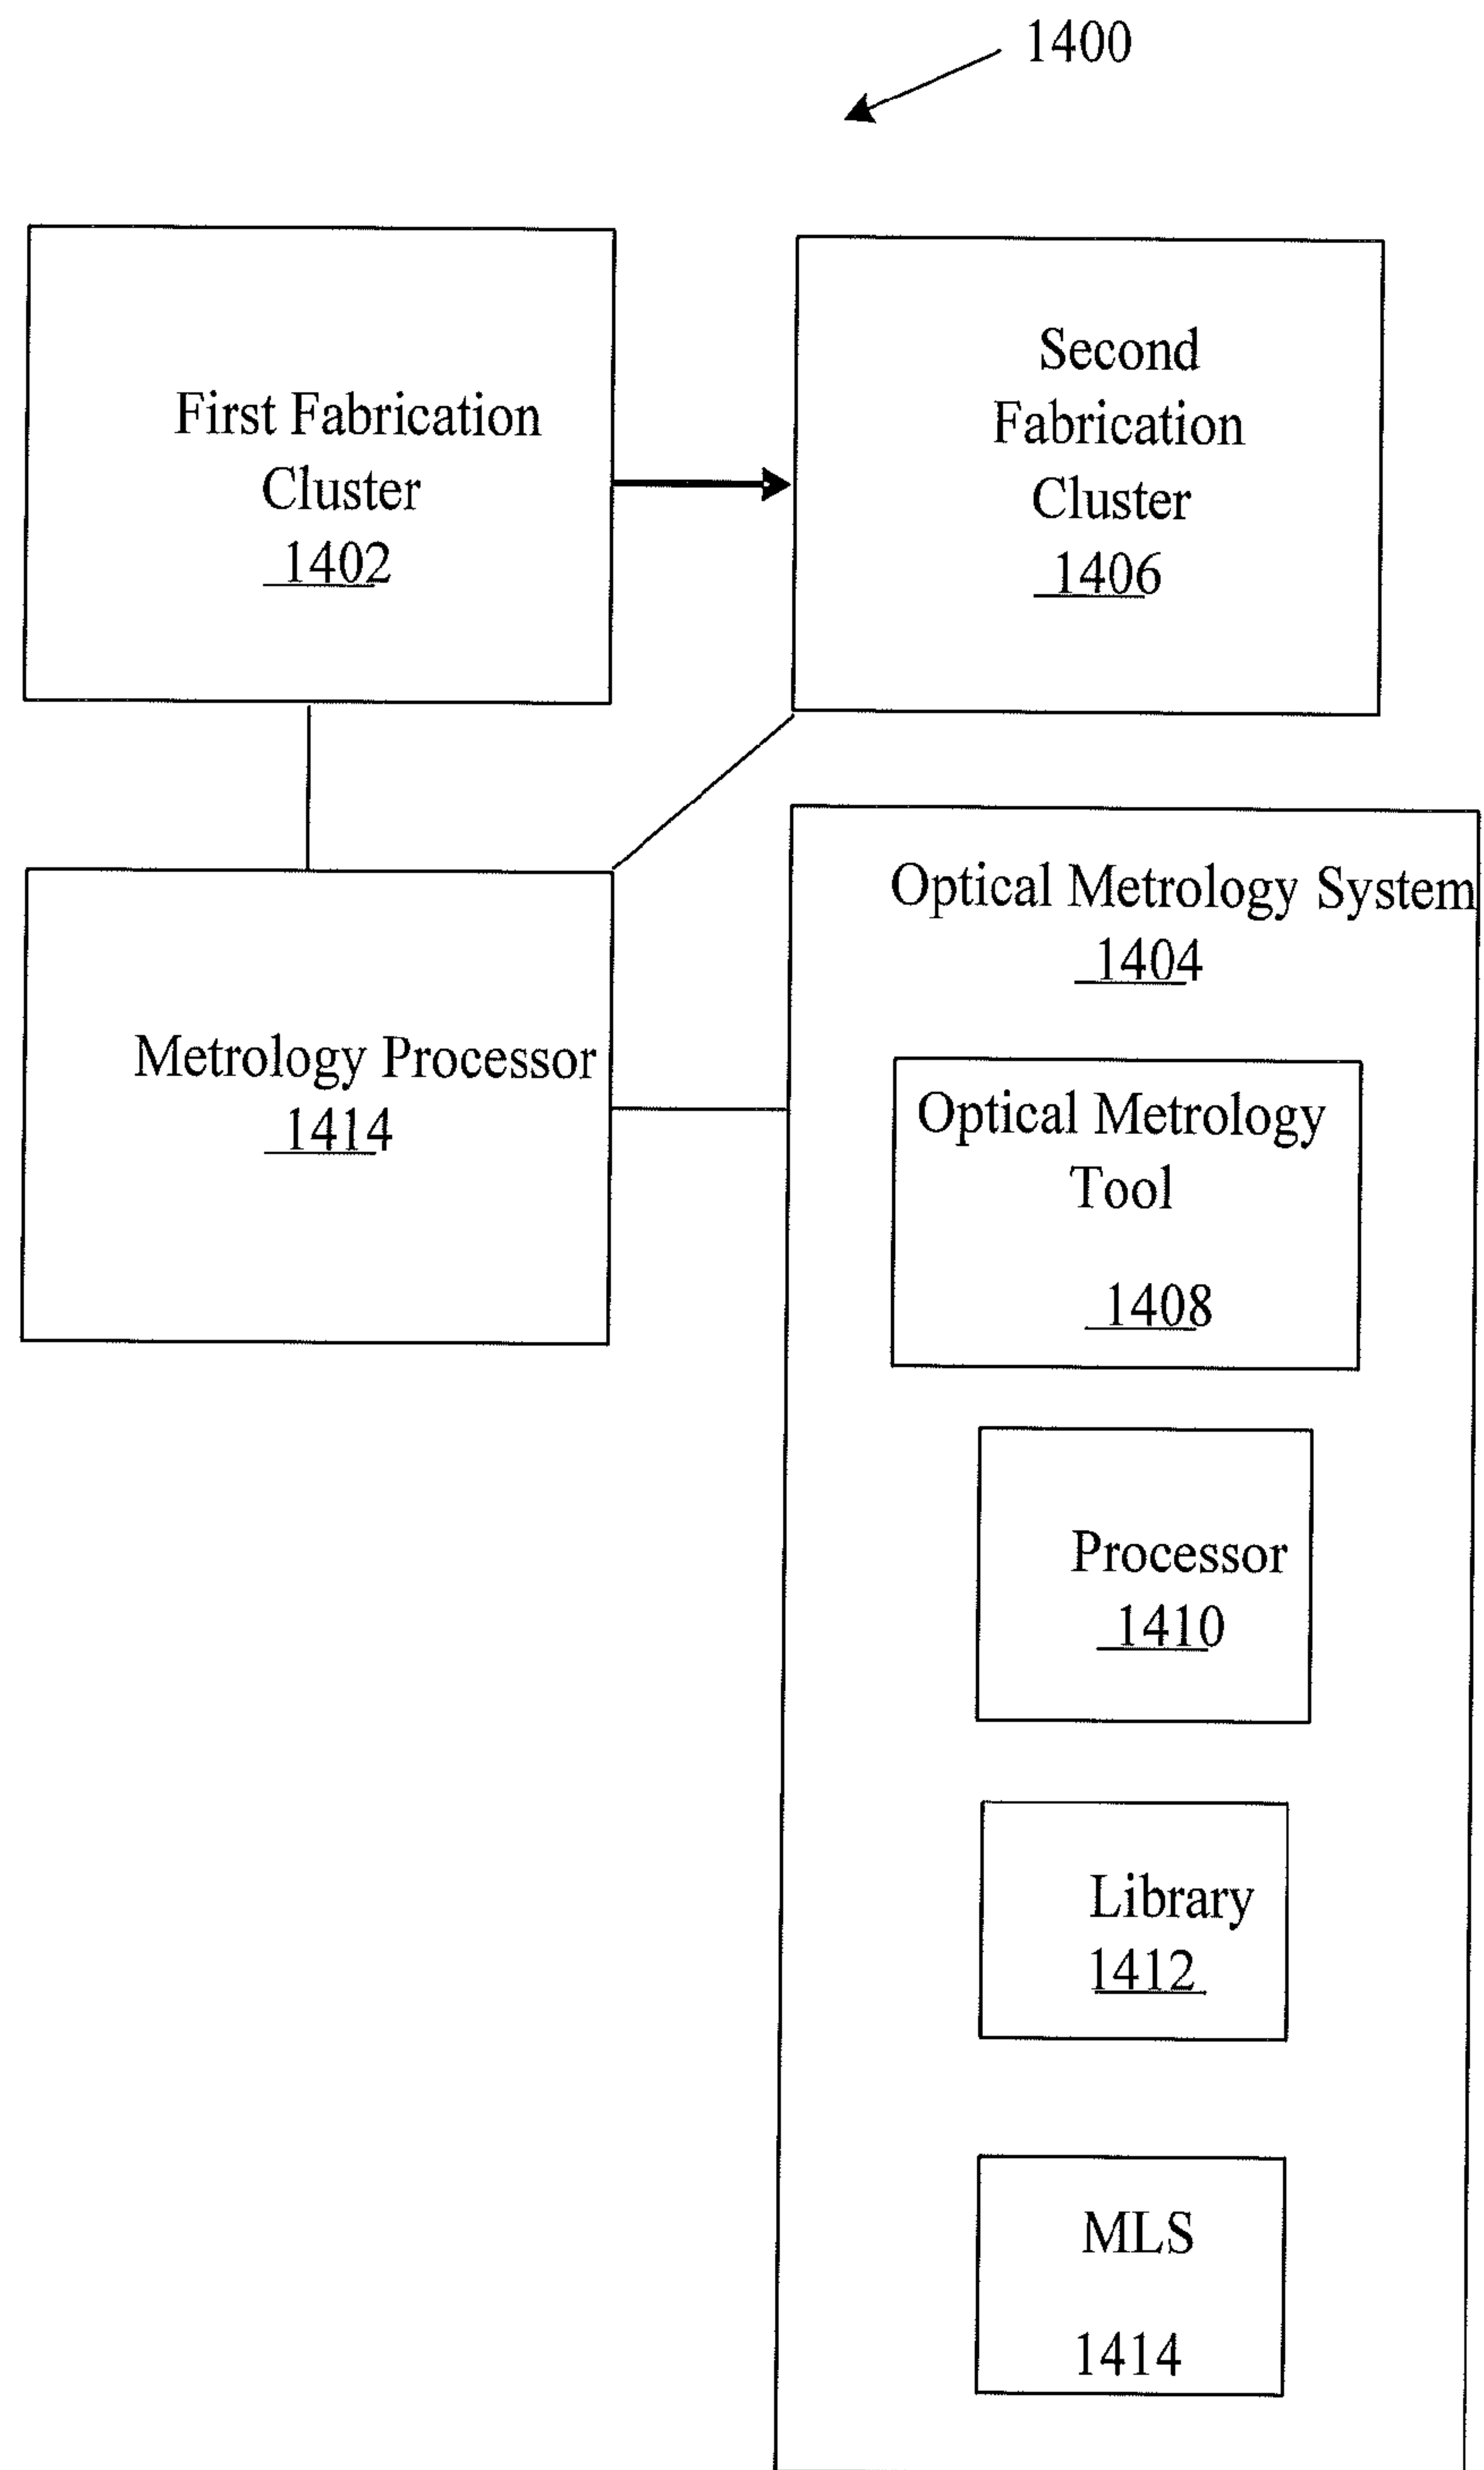 1400
First Fabrication
Cluster
1402
Second
Fabrication
Cluster
1406
Metrology Processor
1414
Optical Metrology System
1404
Optical Metrology
Tool
1408
Processor
1410
Library
1412
MLS
1414